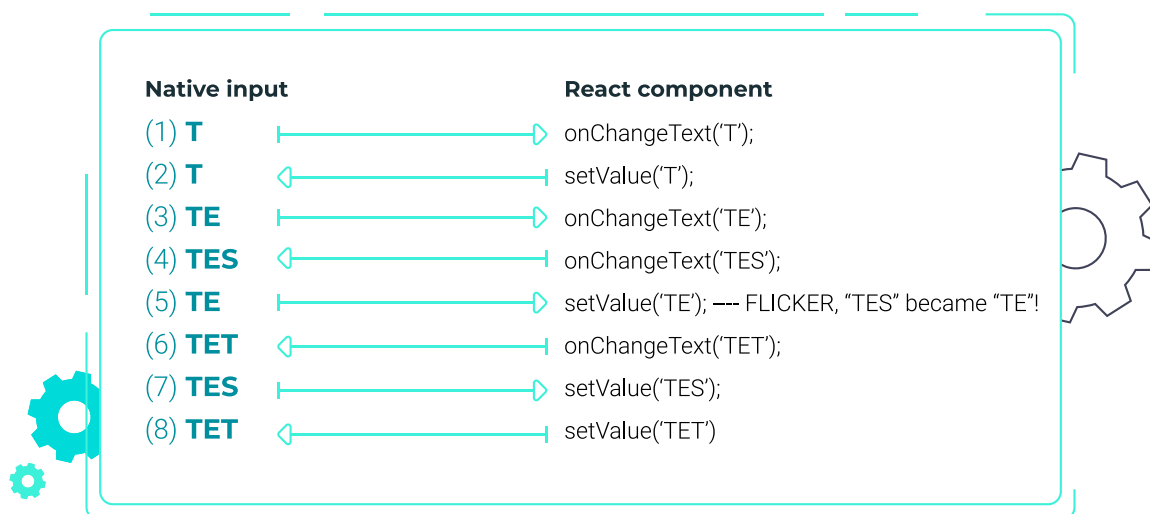 Native input React component
(1) T onChangeText(‘T’);
(2) T setValue(‘T’);
(3) TE onChangeText(‘TE’);
(4) TES onChangeText(‘TES’);
(5) TE setValue(‘TE’); –-- FLICKER, “TES” became “TE”!
(6) TET onChangeText(‘TET’);
(7) TES setValue(‘TES’);
(8) TET setValue(‘TET’)